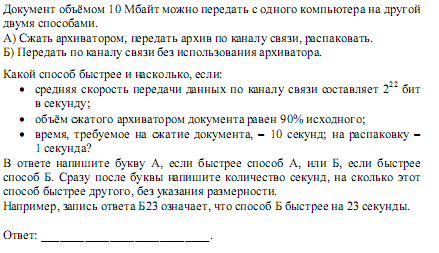 Документ объёмом 10 Мбайт можно передать с одного компьютера на другой
двумя способами.
А) Сжать архиватором, передать архив по каналу связи, распаковать.
Б) Передать по каналу связи без использования архиватора.
Какой способ быстрее и насколько, если:
• средняя скорость передачи данных по каналу связи составляет 2²² бит
в секунду;
• объём сжатого архиватором документа равен 90% исходного;
• время, требуемое на сжатие документа, – 10 секунд; на распаковку –
1 секунда?
В ответе напишите букву А, если быстрее способ А, или Б, если быстрее
способ Б. Сразу после буквы напишите количество секунд, на сколько этот
способ быстрее другого, без указания размерности.
Например, запись ответа Б23 означает, что способ Б быстрее на 23 секунды.
Ответ: ___________________________.